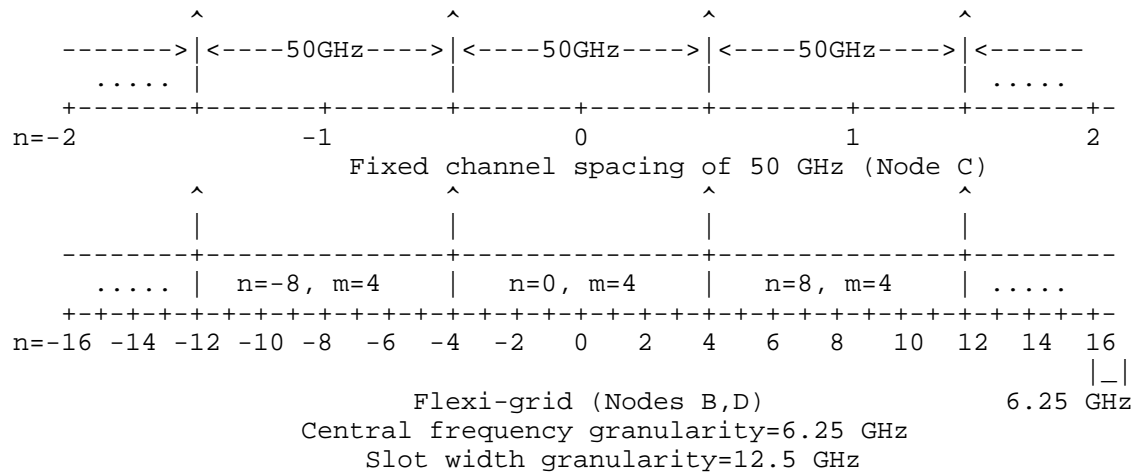 ^ ^ ^ ^
------->|<----50GHz---->|<----50GHz---->|<----50GHz---->|<------
..... | | | | .....
+-------+-------+-------+-------+-------+-------+-------+-------+-
n=-2 -1 0 1 2
Fixed channel spacing of 50 GHz (Node C)
^ ^ ^ ^
| | | |
--------+---------------+---------------+---------------+---------
..... | n=-8, m=4 | n=0, m=4 | n=8, m=4 | .....
+-+-+-+-+-+-+-+-+-+-+-+-+-+-+-+-+-+-+-+-+-+-+-+-+-+-+-+-+-+-+-+-+-
n=-16 -14 -12 -10 -8 -6 -4 -2 0 2 4 6 8 10 12 14 16
|_|
Flexi-grid (Nodes B,D) 6.25 GHz
Central frequency granularity=6.25 GHz
Slot width granularity=12.5 GHz